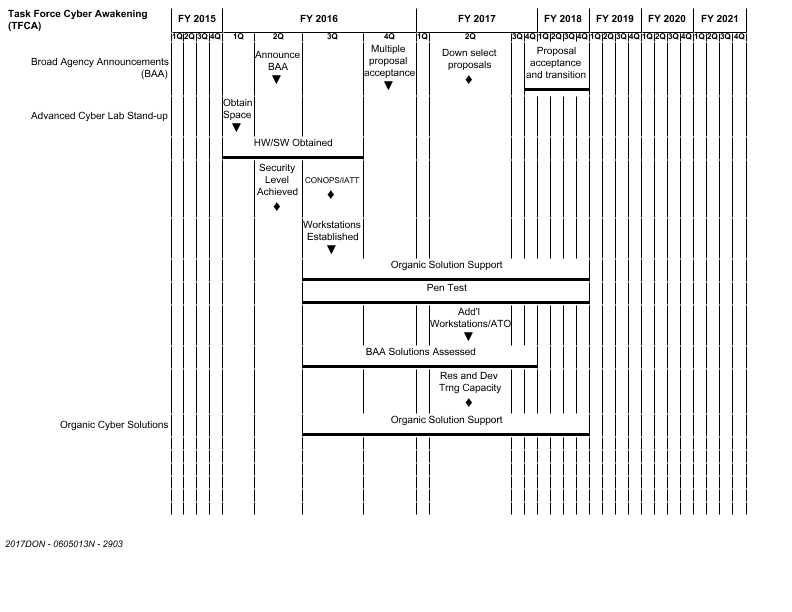 Task Force Cyber Awakening
(TFCA)
FY 2015 FY 2016 FY 2017 FY 2018 FY 2019 FY 2020 FY 2021
1Q 2Q 3Q 4Q 1Q 2Q 3Q 4Q 1Q 2Q 3Q 4Q 1Q 2Q 3Q 4Q 1Q 2Q 3Q 4Q 1Q 2Q 3Q 4Q 1Q 2Q 3Q 4Q
Broad Agency Announcements
(BAA)
Announce
BAA
Multiple
proposal
acceptance
Down select
proposals
Proposal
acceptance
and transition
Advanced Cyber Lab Stand-up
Obtain
Space
HW/SW Obtained
Security
Level
Achieved
CONOPS/IATT
Workstations
Established
Organic Solution Support
Pen Test
Add'l
Workstations/ATO
BAA Solutions Assessed
Res and Dev
Trng Capacity
Organic Cyber Solutions
Organic Solution Support
2017DON - 0605013N - 2903